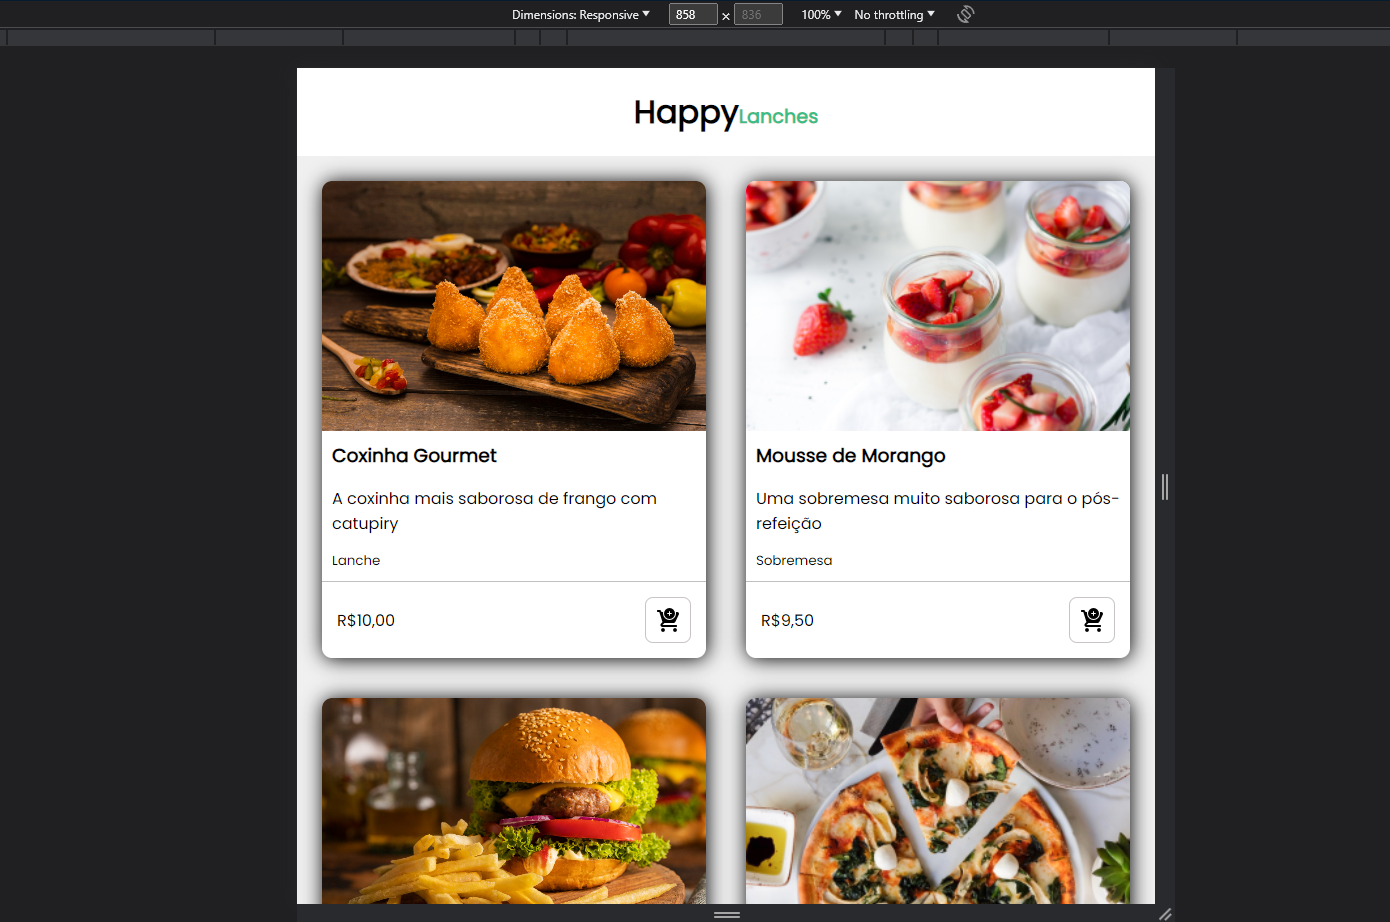 Dimensions: Responsive 858 x 836 100% No throttling
HappyLanches
Coxinha Gourmet
A coxinha mais saborosa de frango com
catupiry
Lanche
R$10,00
Mousse de Morango
Uma sobremesa muito saborosa para o pós-
refeição
Sobremesa
R$9,50